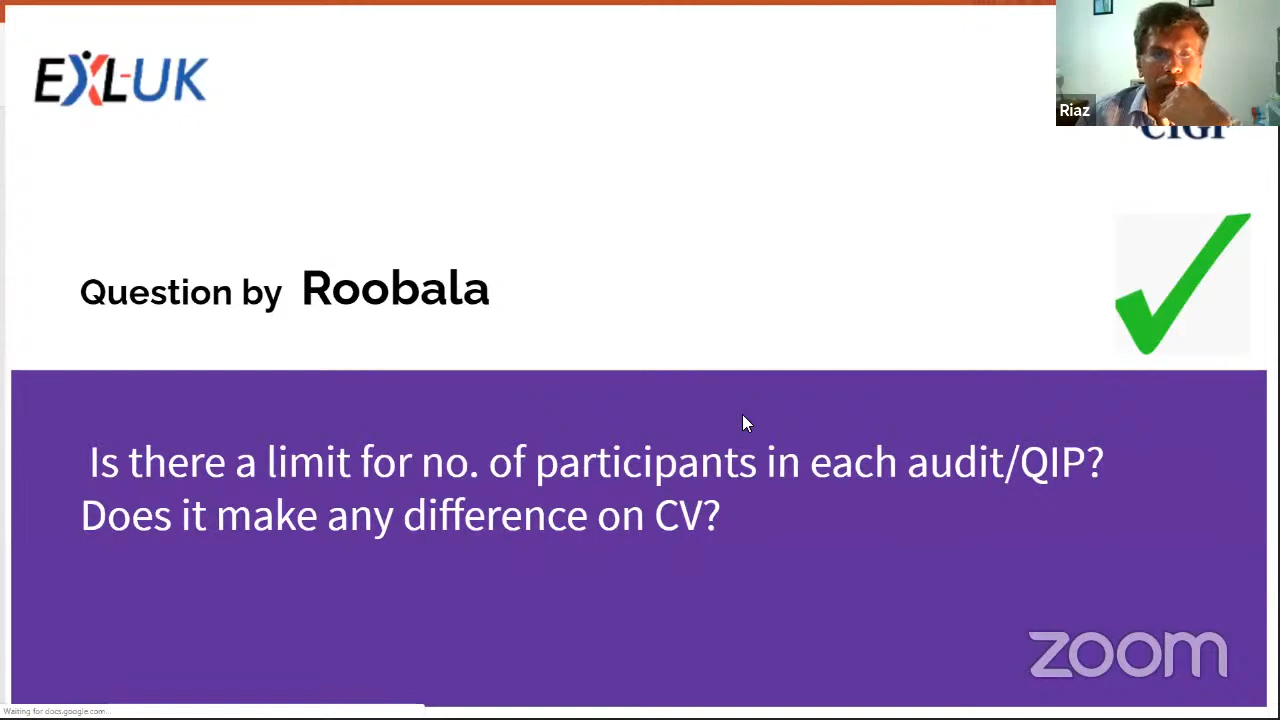 EXL-UK
Riaz
CIGI
Question by Roobala
Is there a limit for no. of participants in each audit/QIP?
Does it make any difference on CV?
zoom
Waiting for docs.google.com...